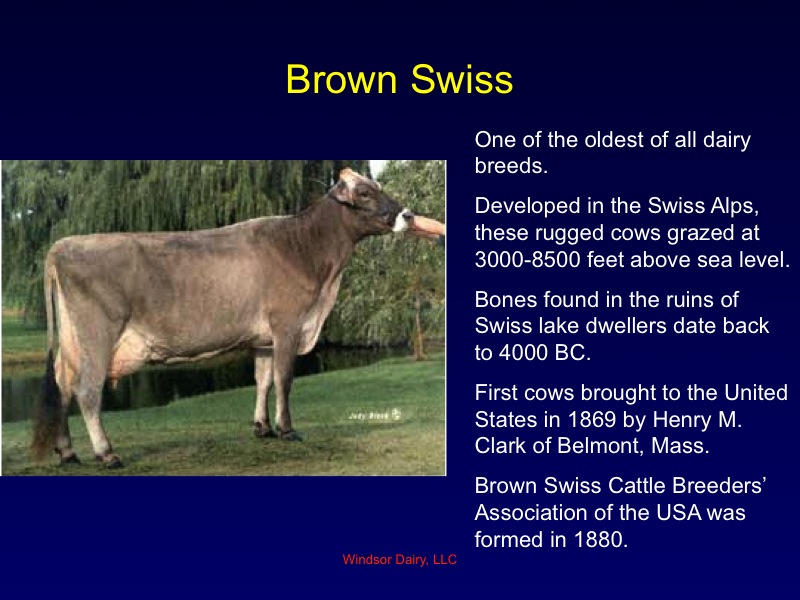 Brown Swiss
One of the oldest of all dairy
breeds.
Developed in the Swiss Alps,
these rugged cows grazed at
3000-8500 feet above sea level.
Bones found in the ruins of
Swiss lake dwellers date back
to 4000 BC.
First cows brought to the United
States in 1869 by Henry M.
Clark of Belmont, Mass.
Brown Swiss Cattle Breeders’
Association of the USA was
formed in 1880.
Windsor Dairy, LLC